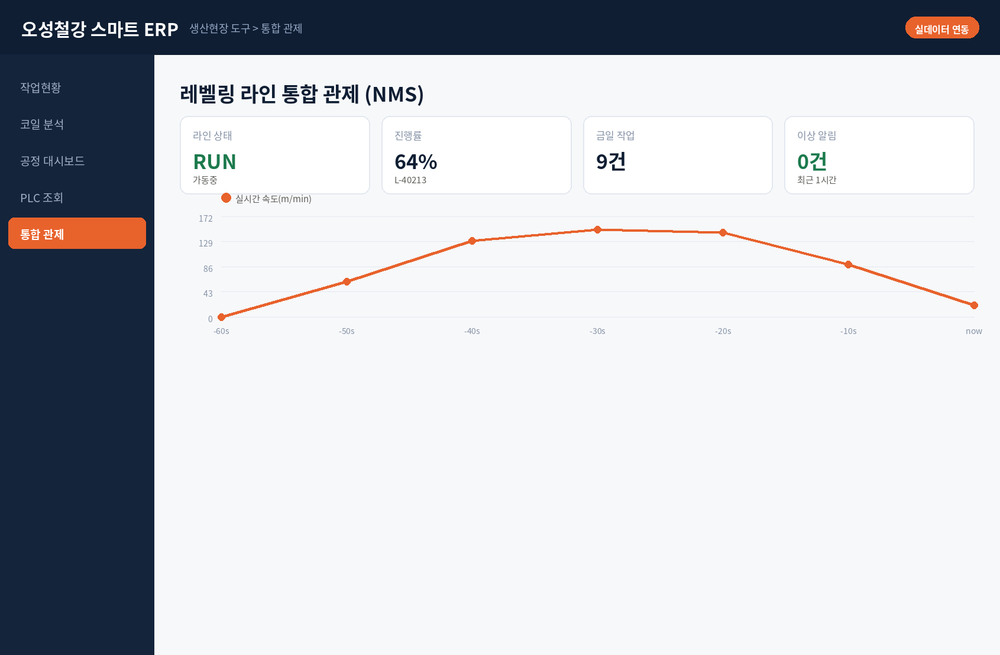 오성철강 스마트 ERP
생산현장 도구 > 통합 관제
실데이터 연동
작업현황
코일 분석
공정 대시보드
PLC 조회
통합 관제
레벨링 라인 통합 관제 (NMS)
라인 상태
RUN
가동중
진행률
64%
L-40213
금일 작업
9건
이상 알림
0건
최근 1시간
실시간 속도(m/min)
172
129
86
43
0
-60s
-50s
-40s
-30s
-20s
-10s
now